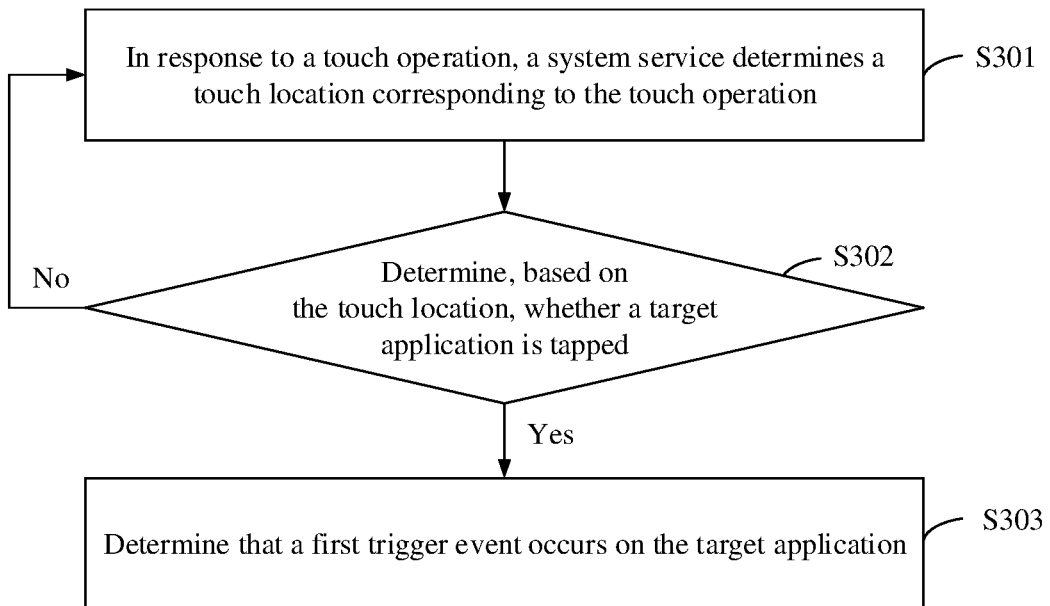 In response to a touch operation, a system service determines a
touch location corresponding to the touch operation
S301
Determine, based on
the touch location, whether a target
application is tapped
S302
No
Yes
Determine that a first trigger event occurs on the target application
S303